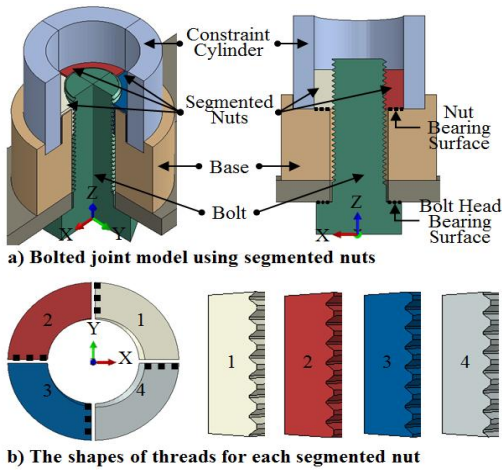 Constraint
Cylinder
Segmented
Nuts
Base
Bolt
Nut
Bearing
Surface
Bolt Head
Bearing
Surface
Z
X
Y
Z
X
a) Bolted joint model using segmented nuts
2
1
Y
X
3
4
1
2
3
4
b) The shapes of threads for each segmented nut